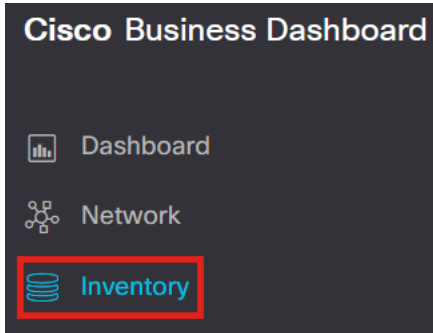 Cisco Business Dashboard
Dashboard
Network
Inventory